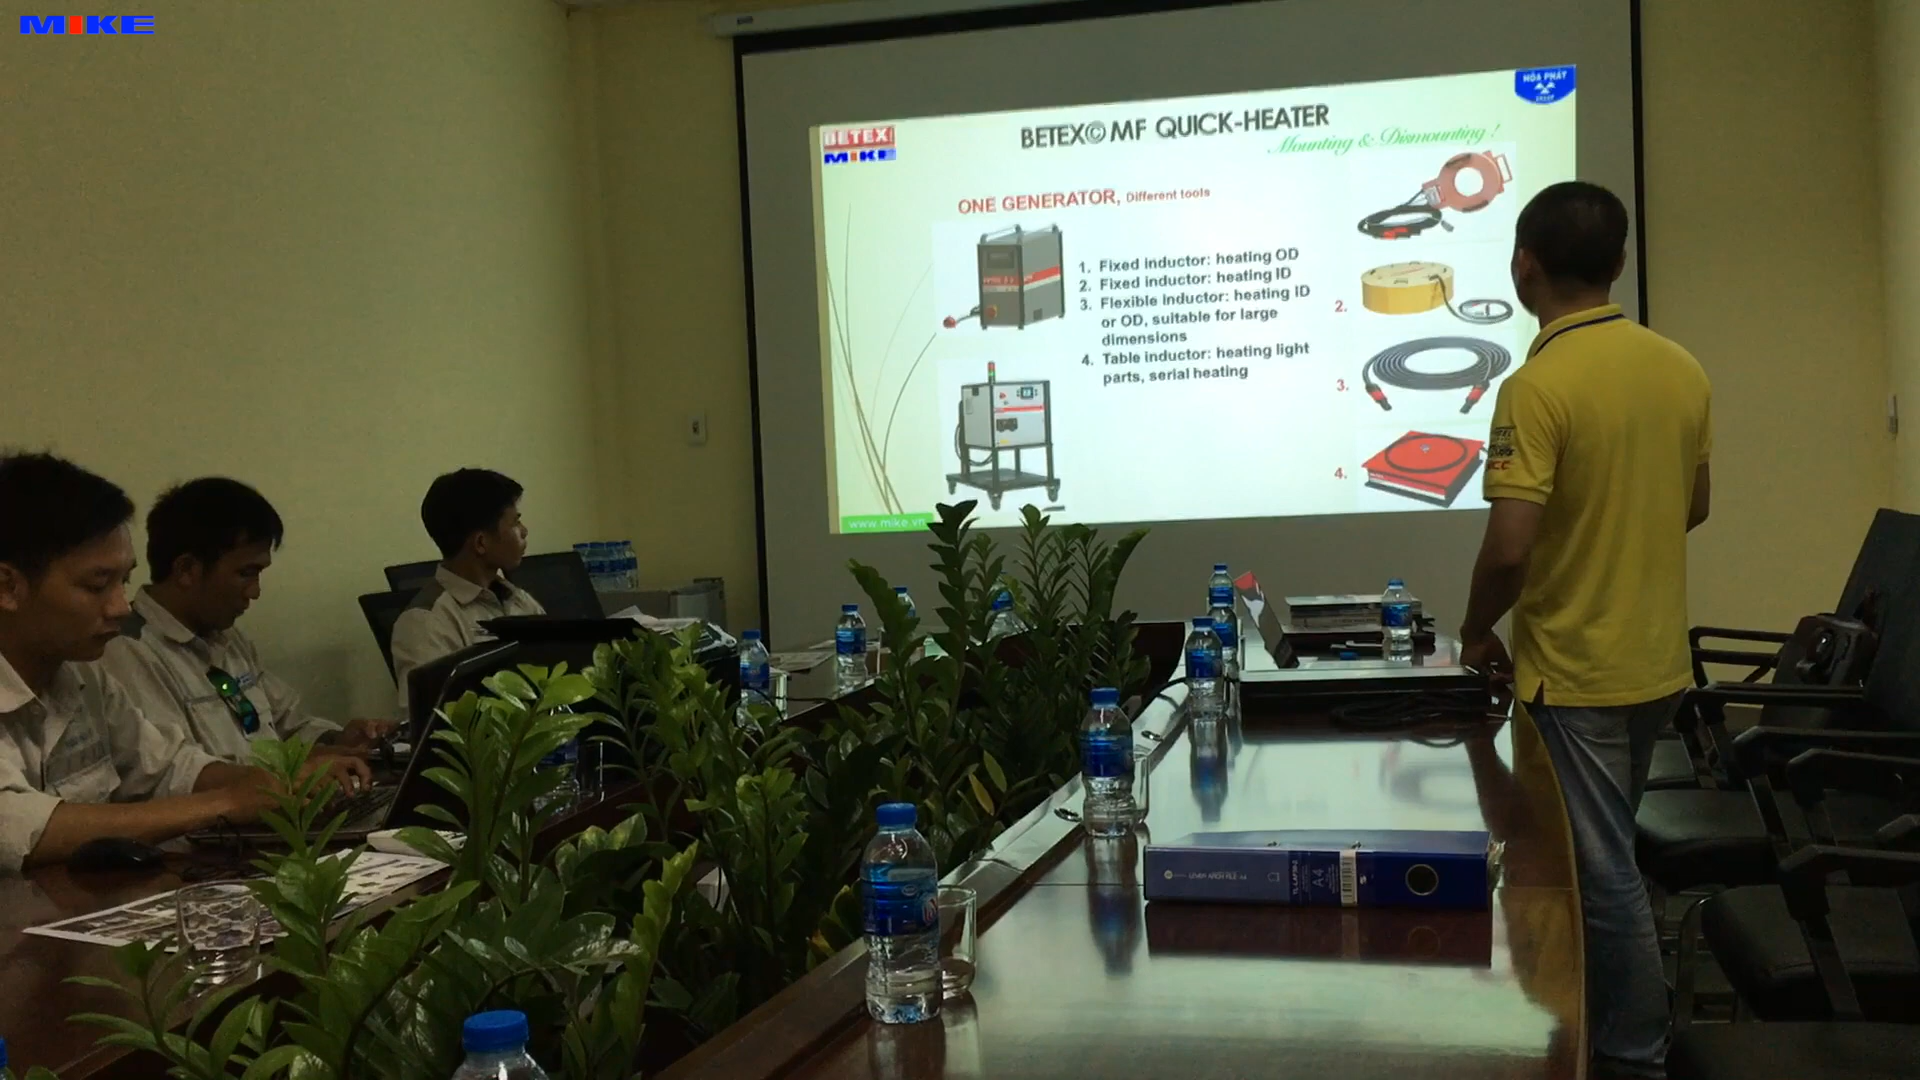 MIKE
HÒA PHÁT
BETEX
MIKE
BETEX© MF QUICK-HEATER
Mounting & Dismounting !
ONE GENERATOR, Different tools
1. Fixed inductor: heating OD
2. Fixed inductor: heating ID
3. Flexible inductor: heating ID
or OD, suitable for large
dimensions
4. Table inductor: heating light
parts, serial heating
2.
3.
4.
www.mike.vn
A4